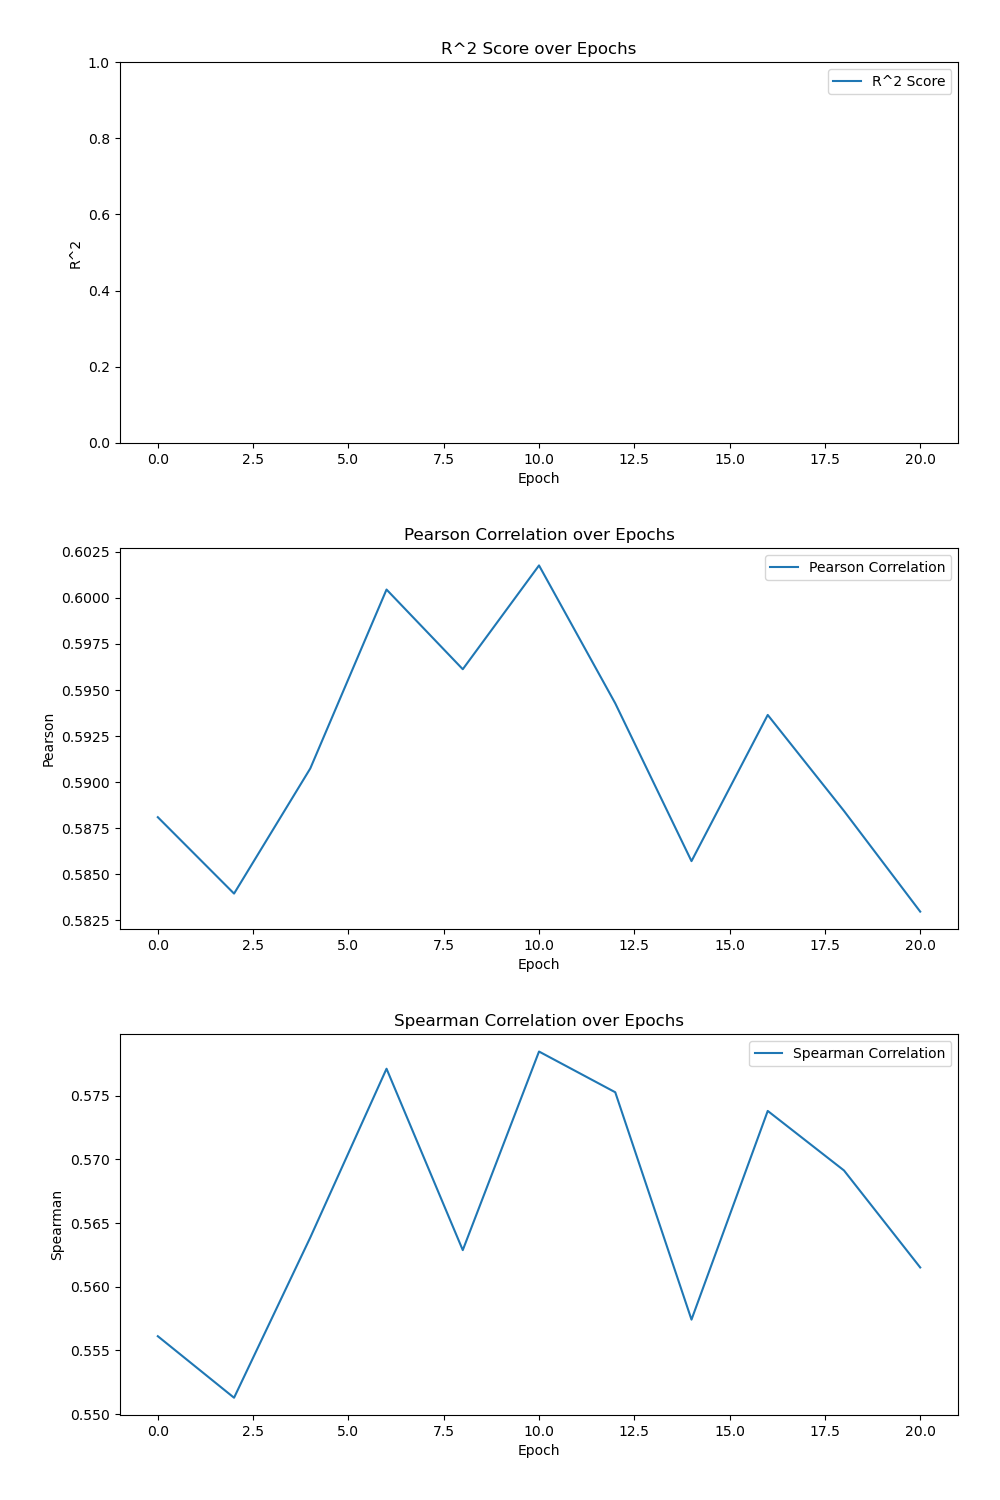 R^2 Score over Epochs
1.0
R^2 Score
0.8
0.6
R^2
0.4
0.2
0.0
0.0 2.5 5.0 7.5 10.0 12.5 15.0 17.5 20.0
Epoch
Pearson Correlation over Epochs
0.6025
Pearson Correlation
0.6000
0.5975
0.5950
0.5925
Pearson
0.5900
0.5875
0.5850
0.5825
0.0 2.5 5.0 7.5 10.0 12.5 15.0 17.5 20.0
Epoch
Spearman Correlation over Epochs
Spearman Correlation
0.575
0.570
0.565
Spearman
0.560
0.555
0.550
0.0 2.5 5.0 7.5 10.0 12.5 15.0 17.5 20.0
Epoch